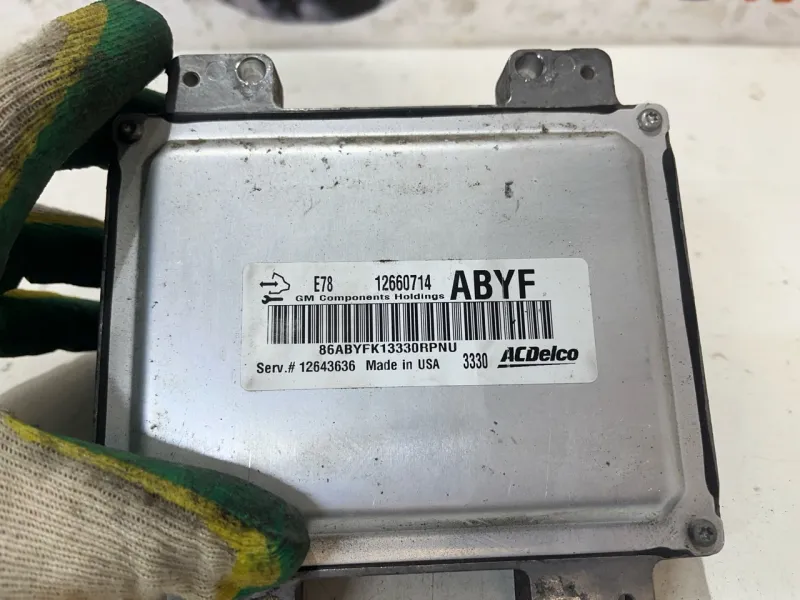 E78 12660714 ABYF
GM Components Holdings
86ABYFK13330RPNU
Serv.# 12643636 Made in USA 3330 ACDelco